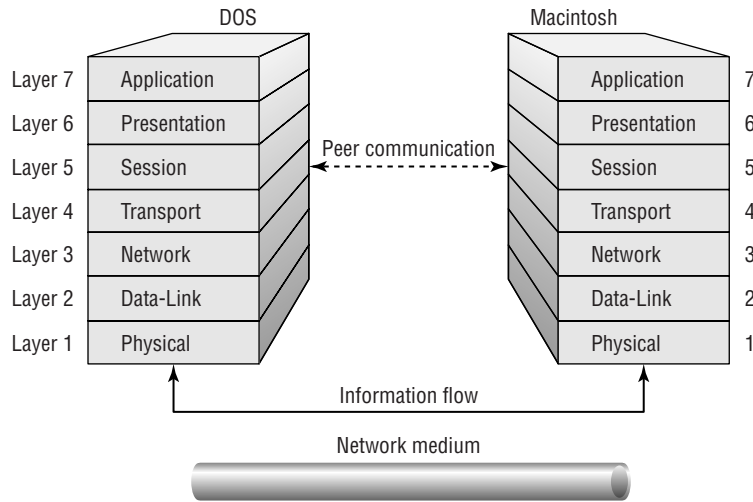 DOS Macintosh
Layer 7 Application Application 7
Layer 6 Presentation Presentation 6
Peer communication
Layer 5 Session Session 5
Layer 4 Transport Transport 4
Layer 3 Network Network 3
Layer 2 Data-Link Data-Link 2
Layer 1 Physical Physical 1
Information flow
Network medium